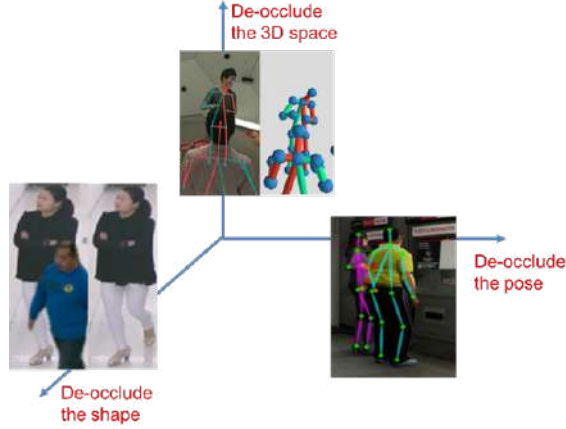 De-occlude
the 3D space
De-occlude
the pose
De-occlude
the shape